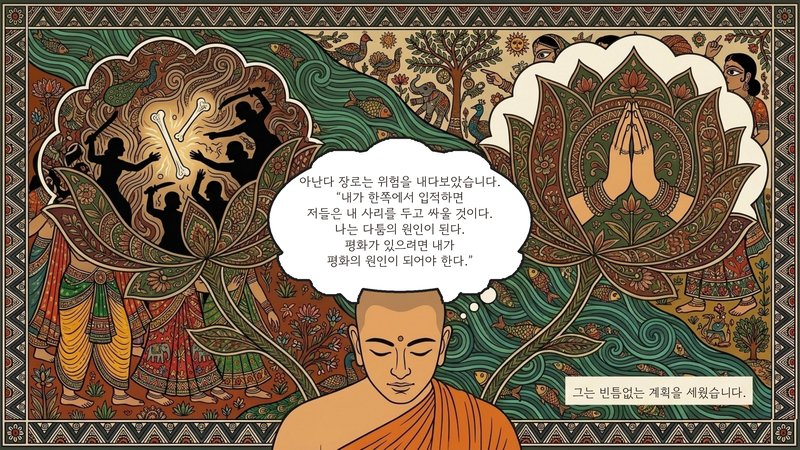 아난다 장로는 위험을 내다보았습니다.
"내가 한쪽에서 입적하면
저들은 내 사리를 두고 싸울 것이다.
나는 다툼의 원인이 된다.
평화가 있으려면 내가
평화의 원인이 되어야 한다."
그는 빈틈없는 계획을 세웠습니다.